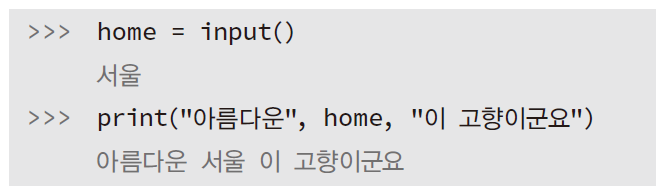 >>> home = input()
서울
>>> print("아름다운", home, "이 고향이군요")
아름다운 서울 이 고향이군요